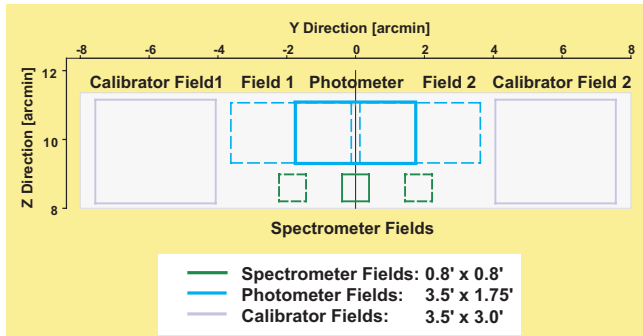 Y Direction [arcmin]
-8 -6 -4 -2 0 2 4 6 8
Calibrator Field1 Field 1 Photometer Field 2 Calibrator Field 2
12
10
8
Z Direction [arcmin]
Spectrometer Fields
Spectrometer Fields: 0.8' x 0.8'
Photometer Fields: 3.5' x 1.75'
Calibrator Fields: 3.5' x 3.0'